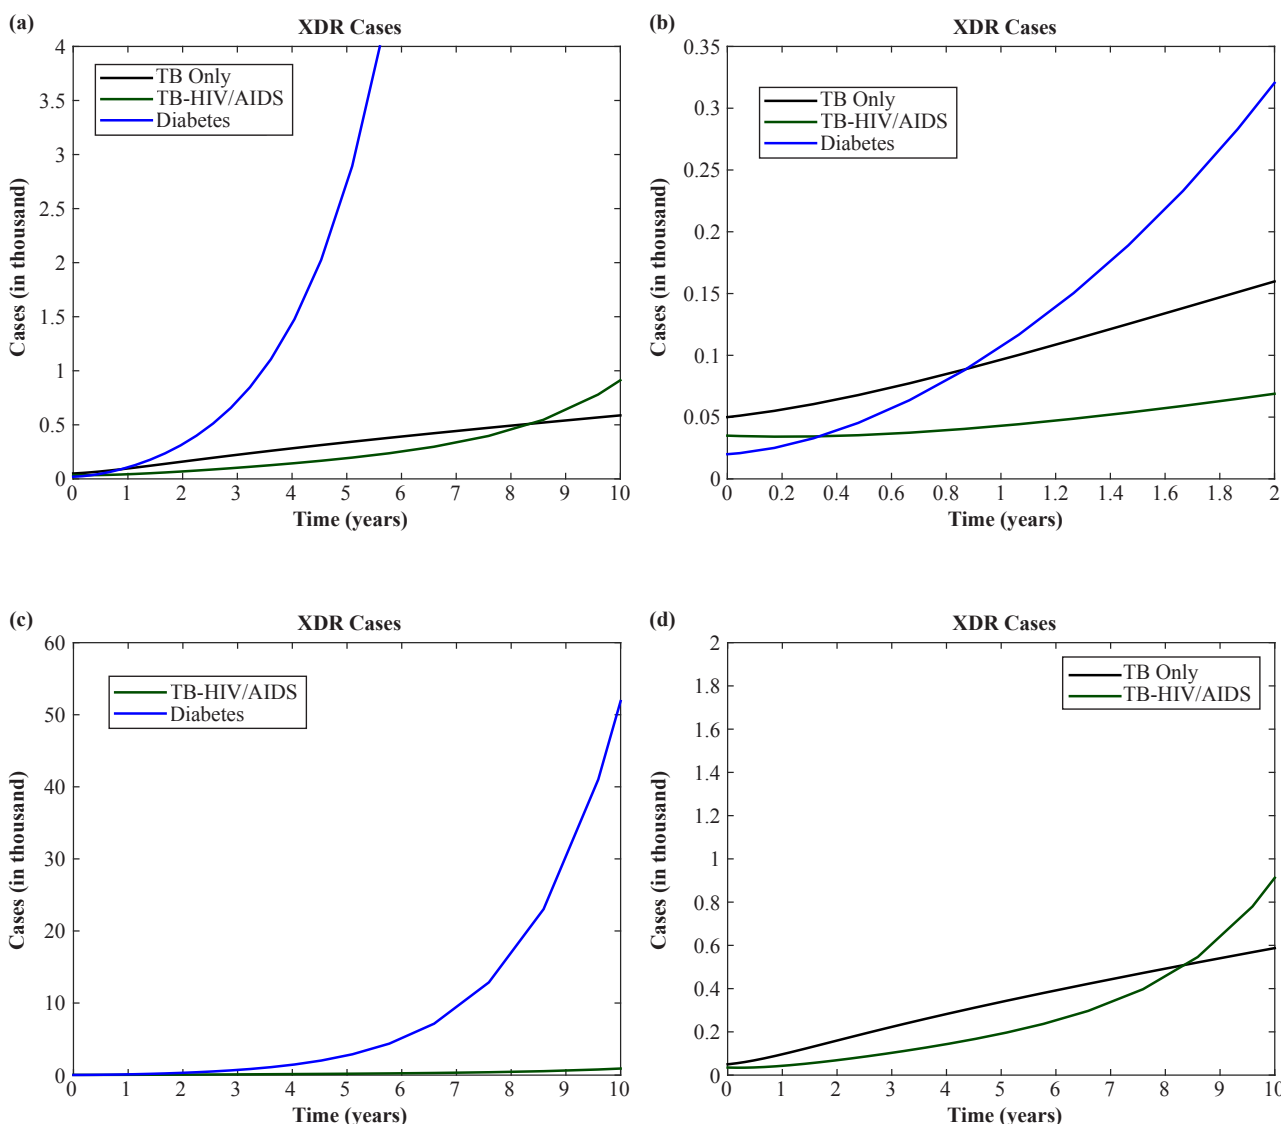 (a)
XDR Cases
Cases (in thousand)
4
3.5
3
2.5
2
1.5
1
0.5
0
TB Only
TB-HIV/AIDS
Diabetes
0 1 2 3 4 5 6 7 8 9 10
Time (years)
(b)
XDR Cases
Cases (in thousand)
0.35
0.3
0.25
0.2
0.15
0.1
0.05
0
TB Only
TB-HIV/AIDS
Diabetes
0 0.2 0.4 0.6 0.8 1 1.2 1.4 1.6 1.8 2
Time (years)
(c)
XDR Cases
Cases (in thousand)
60
50
40
30
20
10
0
TB-HIV/AIDS
Diabetes
0 1 2 3 4 5 6 7 8 9 10
Time (years)
(d)
XDR Cases
Cases (in thousand)
2
1.8
1.6
1.4
1.2
1
0.8
0.6
0.4
0.2
0
TB Only
TB-HIV/AIDS
0 1 2 3 4 5 6 7 8 9 10
Time (years)